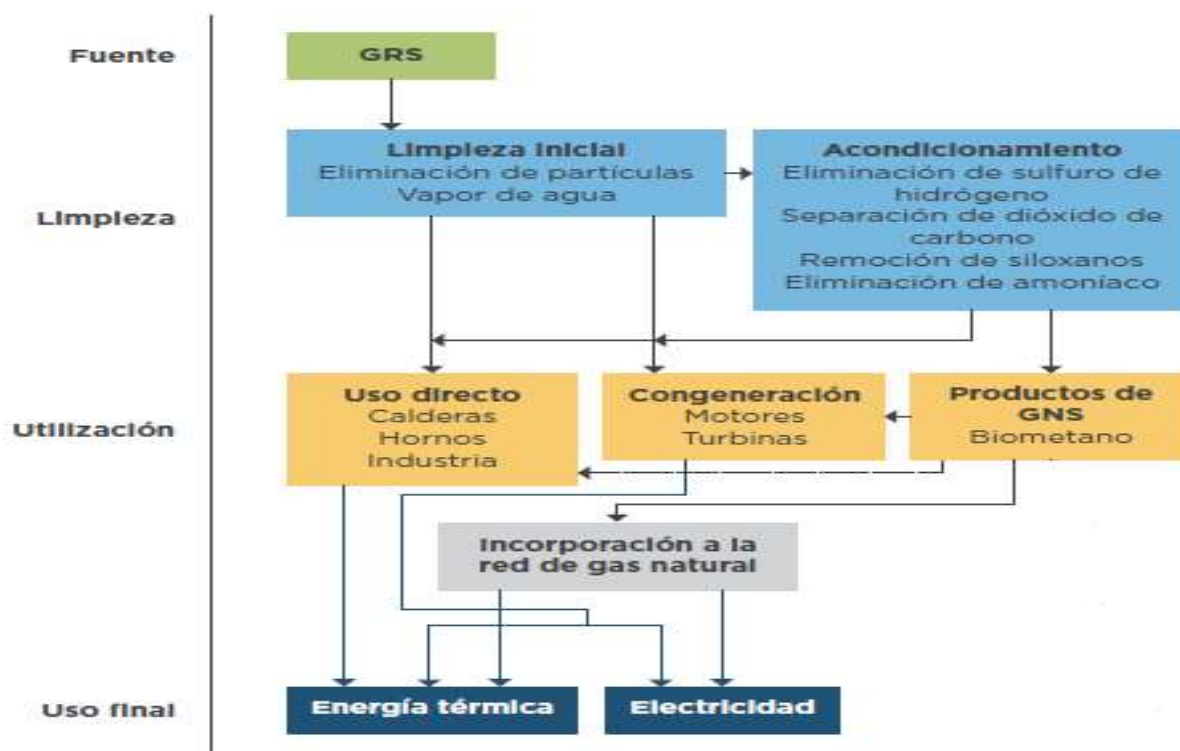 Fuente
GRS
Limpieza inicial
Eliminación de partículas
Vapor de agua
Acondicionamiento
Eliminación de sulfuro de
hidrógeno
Separación de dióxido de
carbono
Remoción de siloxanos
Eliminación de amoníaco
Limpieza
Uso directo
Calderas
Hornos
Industria
Congeneración
Motores
Turbinas
Productos de
GNS
Biometano
Utilización
Incorporación a la
red de gas natural
Uso final
Energía térmica
Electricidad